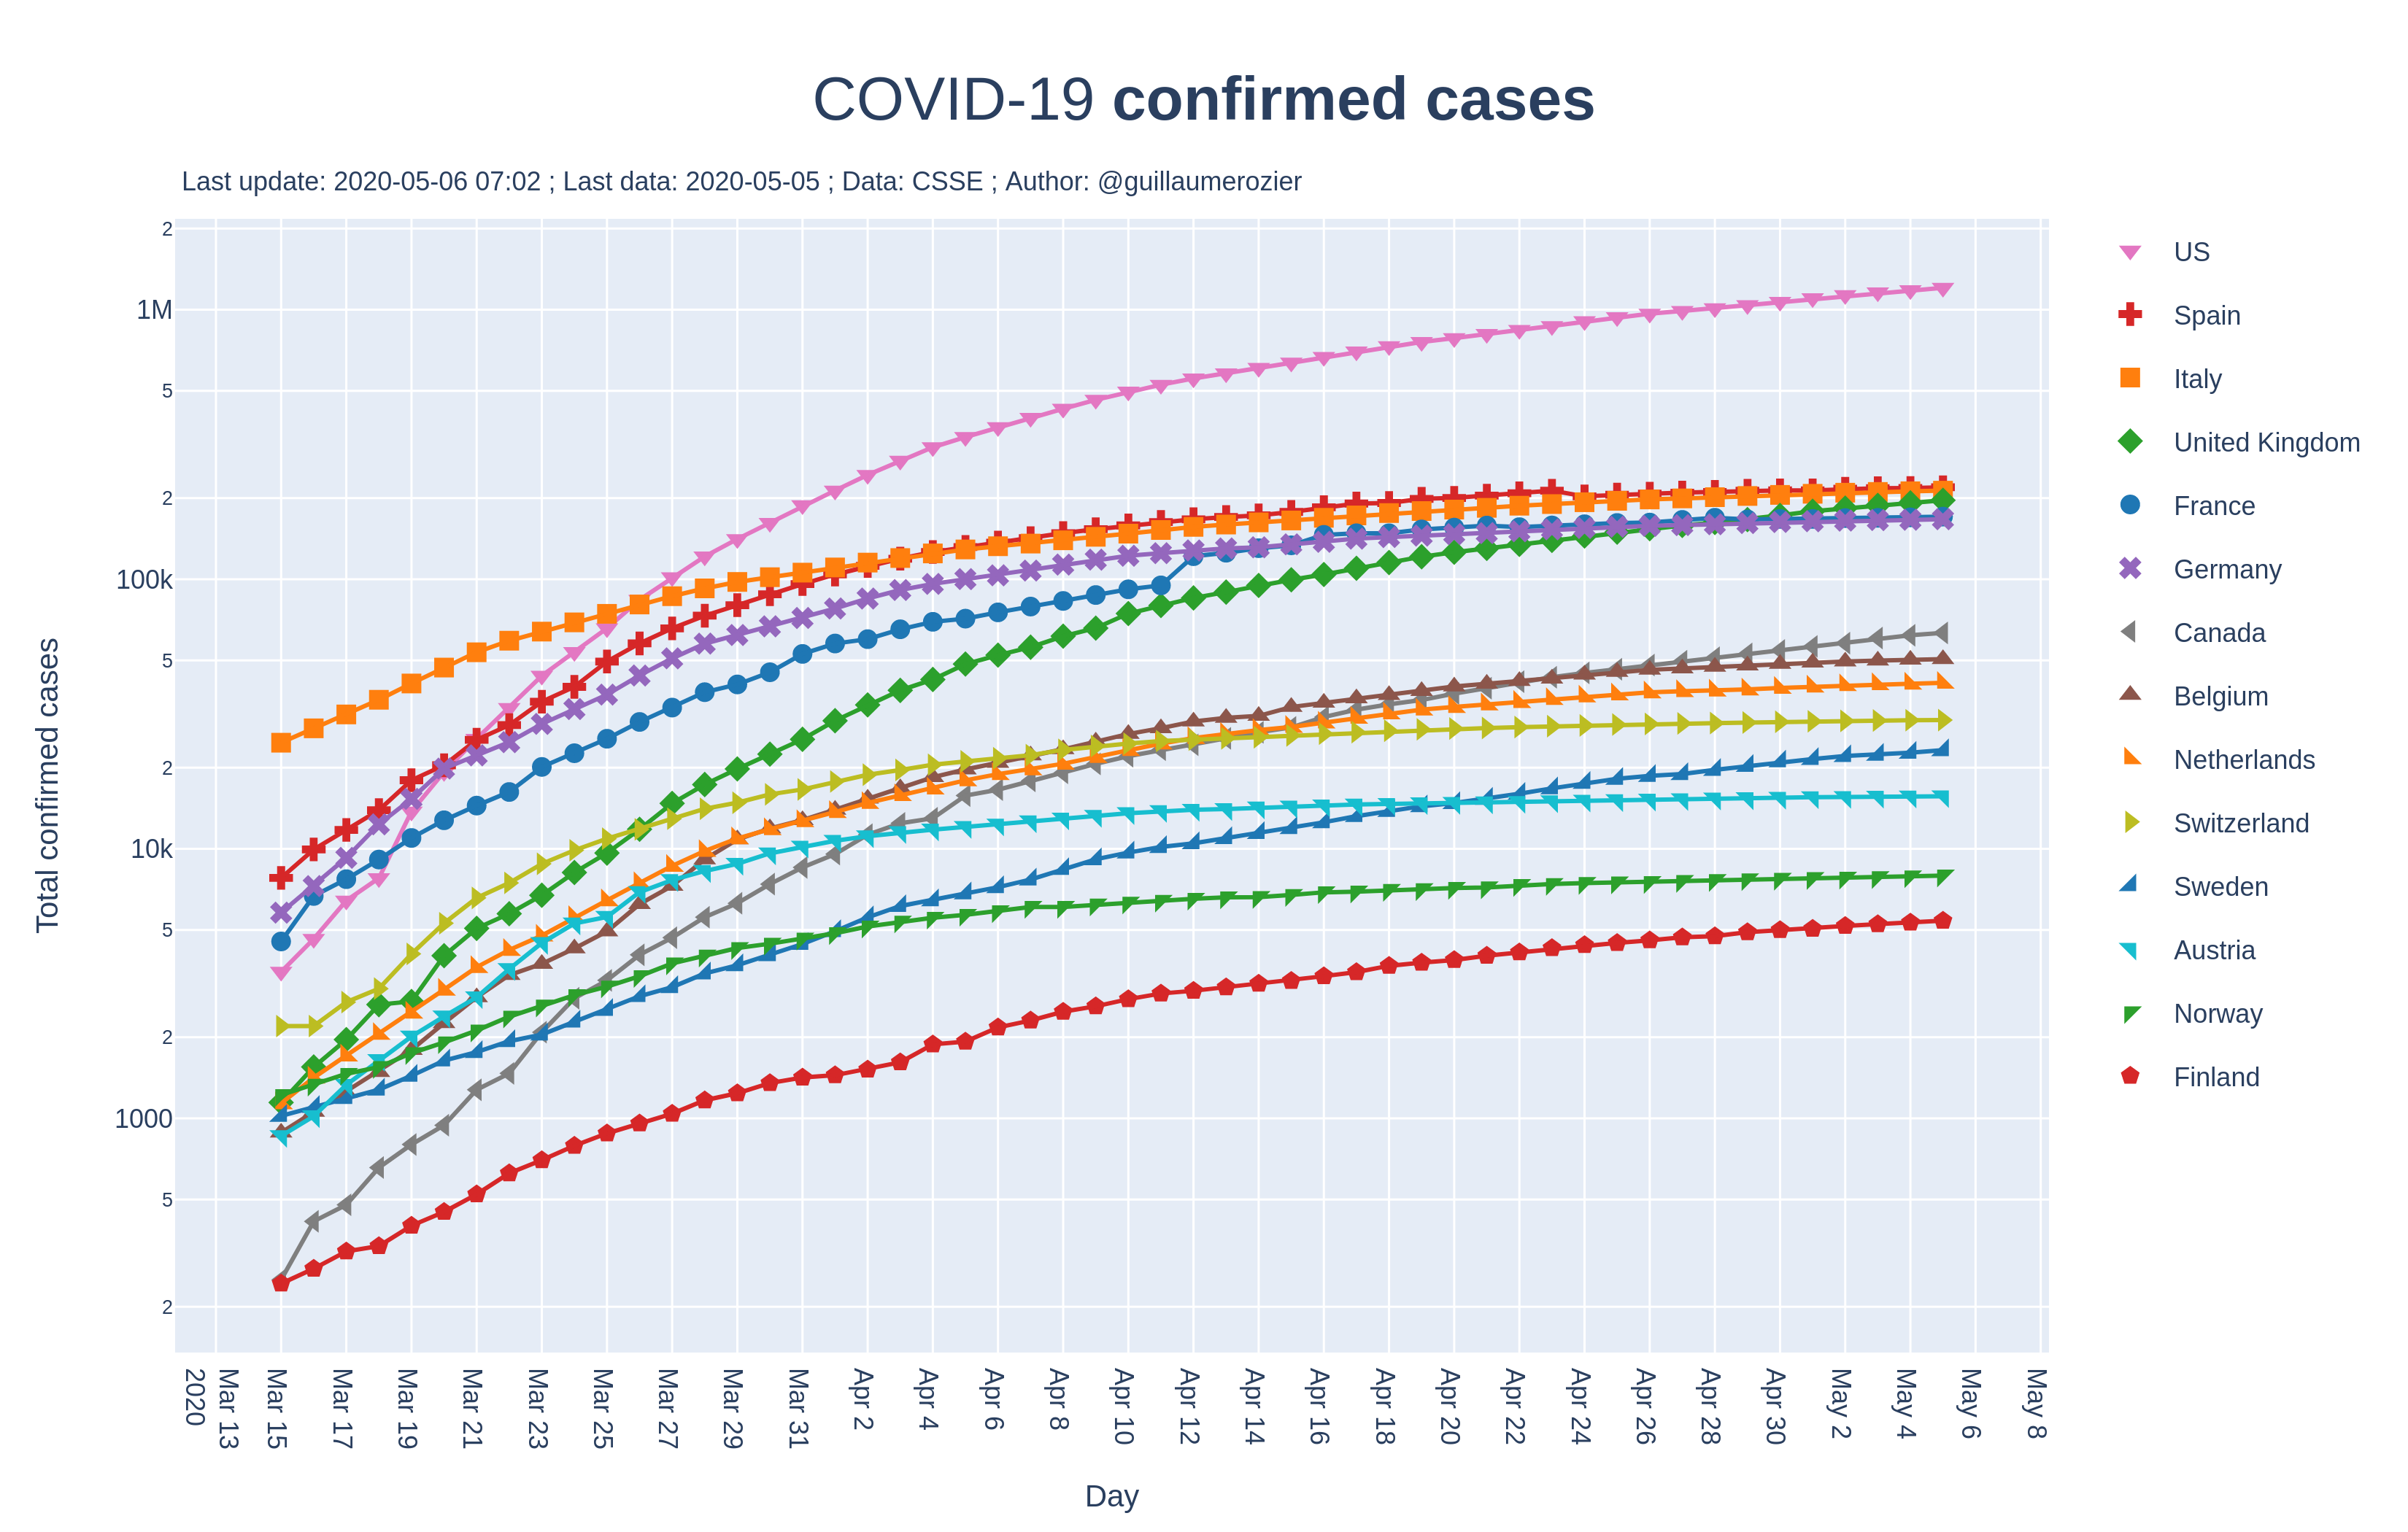 COVID-19 confirmed cases
Last update: 2020-05-06 07:02 ; Last data: 2020-05-05 ; Data: CSSE ; Author: @guillaumerozier
Total confirmed cases
2
1M
5
2
100k
5
2
10k
5
2
1000
5
2
Mar 13
2020
Mar 15
Mar 17
Mar 19
Mar 21
Mar 23
Mar 25
Mar 27
Mar 29
Mar 31
Apr 2
Apr 4
Apr 6
Apr 8
Apr 10
Apr 12
Apr 14
Apr 16
Apr 18
Apr 20
Apr 22
Apr 24
Apr 26
Apr 28
Apr 30
May 2
May 4
May 6
May 8
Day
US
Spain
Italy
United Kingdom
France
Germany
Canada
Belgium
Netherlands
Switzerland
Sweden
Austria
Norway
Finland